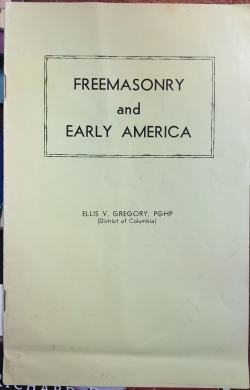 FREEMASONRY
and
EARLY AMERICA
ELLIS V. GREGORY, PGHP
(District of Columbia)